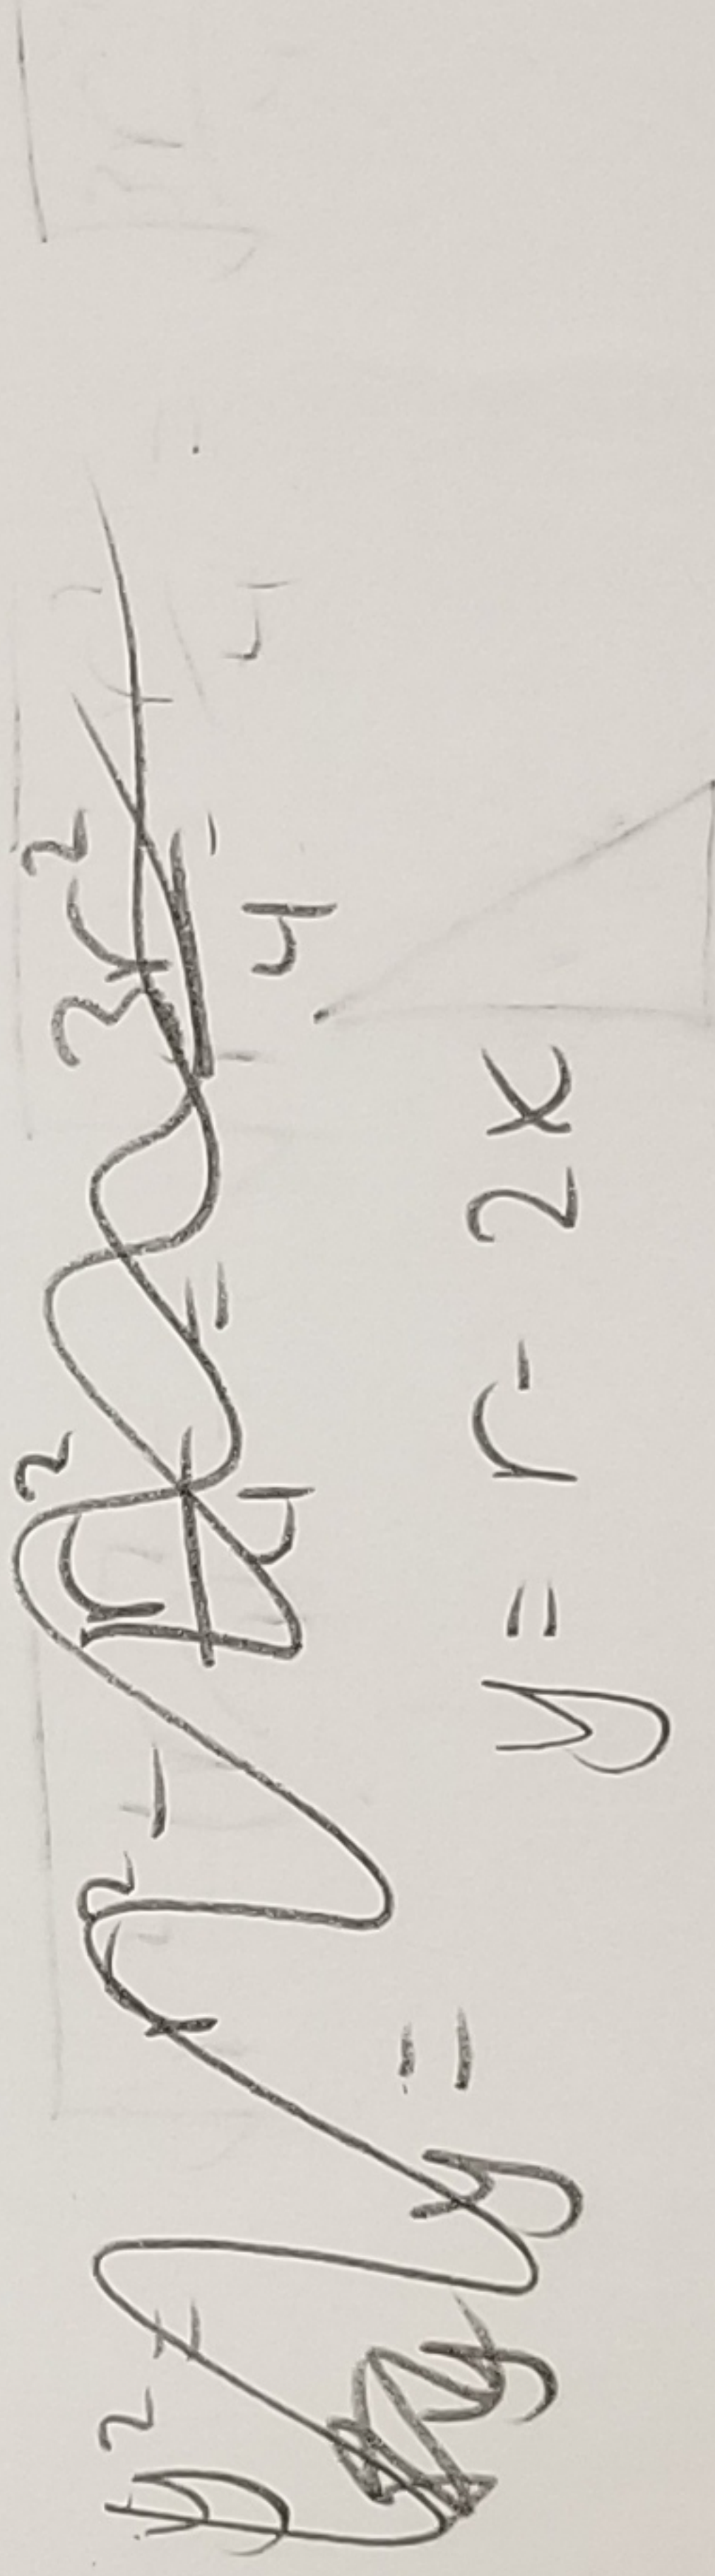 y² = r² - r²/4 = 3r²/4
y =
y = r - 2x